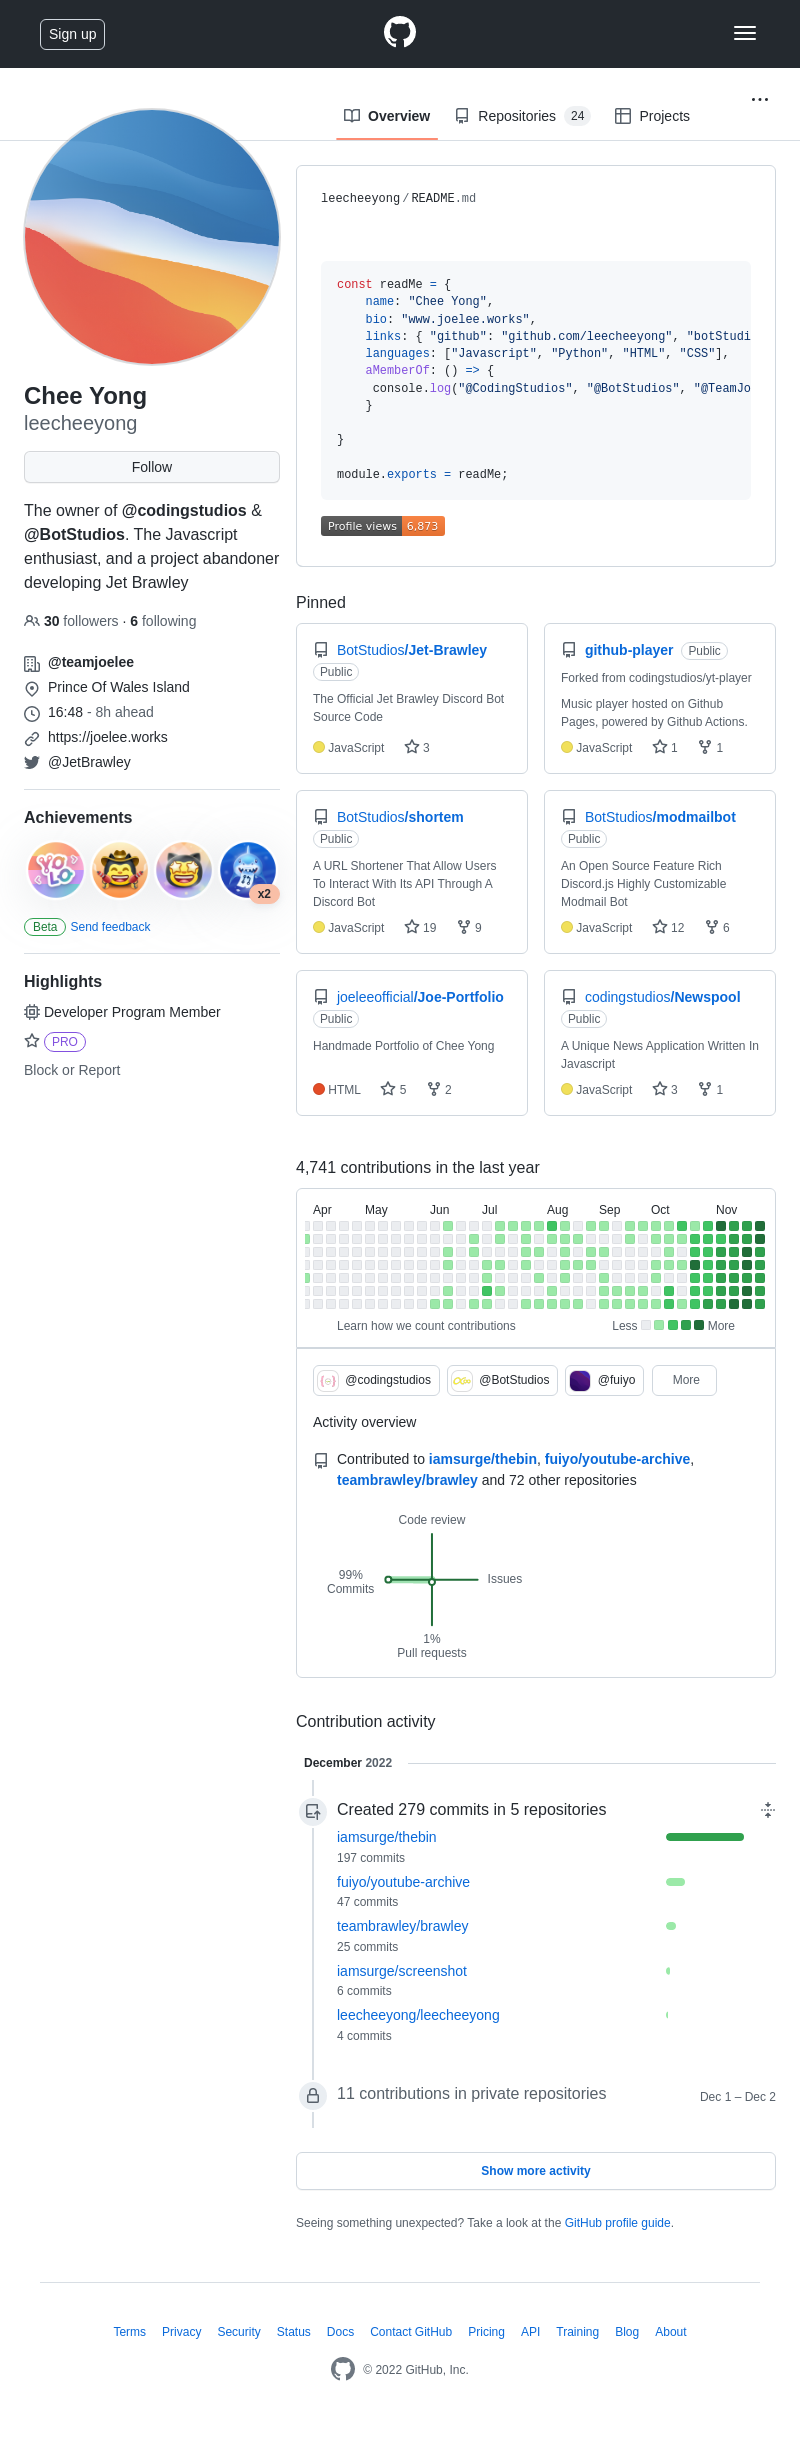 Sign up
Overview
Repositories 24
Projects
Chee Yong
leecheeyong
Follow
The owner of @codingstudios &
@BotStudios. The Javascript
enthusiast, and a project abandoner
developing Jet Brawley
30 followers · 6 following
@teamjoelee
Prince Of Wales Island
16:48 - 8h ahead
https://joelee.works
@JetBrawley
Achievements
YOLO
x2
Beta Send feedback
Highlights
Developer Program Member
PRO
Block or Report
leecheeyong/README.md
const readMe = {
name: "Chee Yong",
bio: "www.joelee.works",
links: { "github": "github.com/leecheeyong", "botStudi
languages: ["Javascript", "Python", "HTML", "CSS"],
aMemberOf: () => {
console.log("@CodingStudios", "@BotStudios", "@TeamJo
}
}
module.exports = readMe;
Profile views 6,873
Pinned
BotStudios/Jet-Brawley
Public
The Official Jet Brawley Discord Bot
Source Code
JavaScript 3
github-player Public
Forked from codingstudios/yt-player
Music player hosted on Github
Pages, powered by Github Actions.
JavaScript 1 1
BotStudios/shortem
Public
A URL Shortener That Allow Users
To Interact With Its API Through A
Discord Bot
JavaScript 19 9
BotStudios/modmailbot
Public
An Open Source Feature Rich
Discord.js Highly Customizable
Modmail Bot
JavaScript 12 6
joeleeofficial/Joe-Portfolio
Public
Handmade Portfolio of Chee Yong
HTML 5 2
codingstudios/Newspool
Public
A Unique News Application Written In
Javascript
JavaScript 3 1
4,741 contributions in the last year
Apr May Jun Jul Aug Sep Oct Nov
Learn how we count contributions
Less More
@codingstudios
@BotStudios
@fuiyo
More
Activity overview
Contributed to iamsurge/thebin, fuiyo/youtube-archive,
teambrawley/brawley and 72 other repositories
Code review
99%
Commits
Issues
1%
Pull requests
Contribution activity
December 2022
Created 279 commits in 5 repositories
iamsurge/thebin
197 commits
fuiyo/youtube-archive
47 commits
teambrawley/brawley
25 commits
iamsurge/screenshot
6 commits
leecheeyong/leecheeyong
4 commits
11 contributions in private repositories
Dec 1 – Dec 2
Show more activity
Seeing something unexpected? Take a look at the GitHub profile guide.
Terms Privacy Security Status Docs Contact GitHub Pricing API Training Blog About
© 2022 GitHub, Inc.